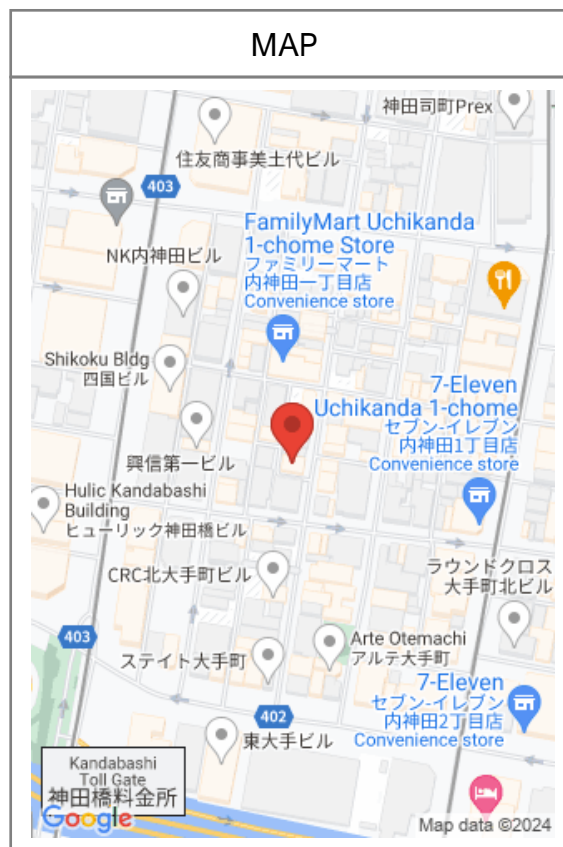 MAP
神田司町Prex
住友商事美土代ビル
403
FamilyMart Uchikanda
1-chome Store
ファミリーマート
内神田一丁目店
Convenience store
NK内神田ビル
Shikoku Bldg
四国ビル
7-Eleven
Uchikanda 1-chome
セブン-イレブン
内神田1丁目店
Convenience store
興信第一ビル
Hulic Kandabashi
Building
ヒューリック神田橋ビル
CRC北大手町ビル
ラウンドクロス
大手町北ビル
403
Arte Otemachi
アルテ大手町
ステイト大手町
7-Eleven
セブン-イレブン
内神田2丁目店
Convenience store
402
東大手ビル
Kandabashi
Toll Gate
神田橋料金所
Google
Map data ©2024